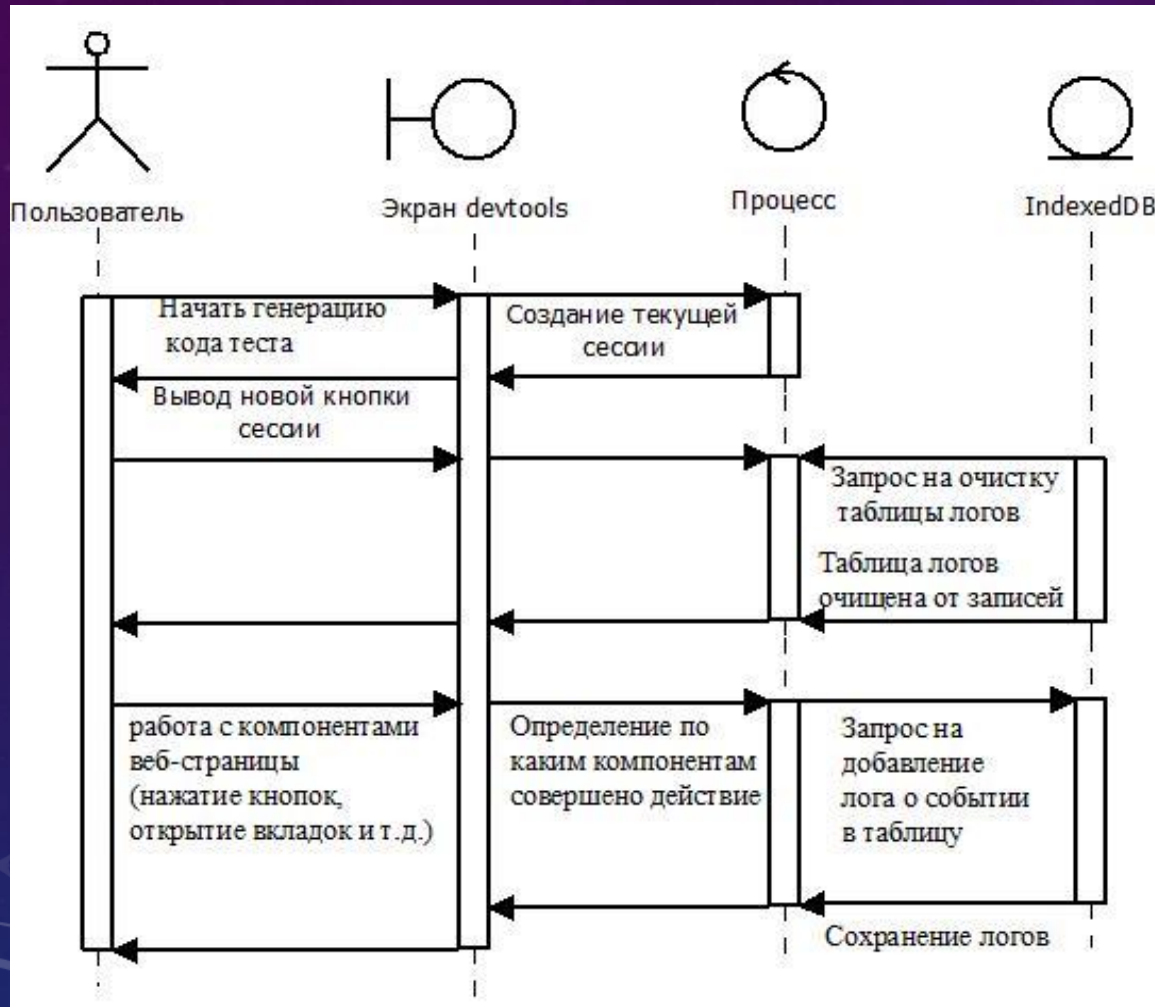 Пользователь
Экран devtools
Процесс
IndexedDB
Начать генерацию
кода теста
Создание текущей
сессии
Вывод новой кнопки
сессии
Запрос на очистку
таблицы логов
Таблица логов
очищена от записей
работа с компонентами
веб-страницы
(нажатие кнопок,
открытие вкладок и т.д.)
Определение по
каким компонентам
совершено действие
Запрос на
добавление
лога о событии
в таблицу
Сохранение логов